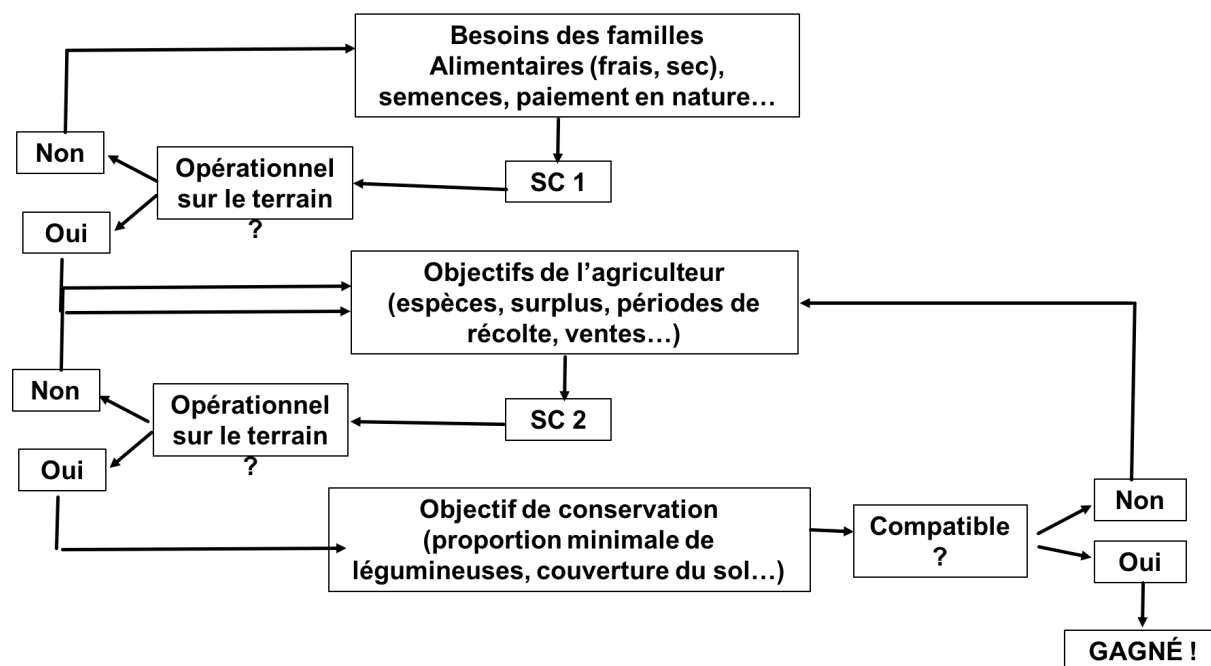 Besoins des familles
Alimentaires (frais, sec),
semences, paiement en nature…
Non
Opérationnel
sur le terrain
?
SC 1
Oui
Objectifs de l’agriculteur
(espèces, surplus, périodes de
récolte, ventes…)
Non
Opérationnel
sur le terrain
?
SC 2
Oui
Objectif de conservation
(proportion minimale de
légumineuses, couverture du sol…)
Compatible
?
Non
Oui
GAGNÉ !